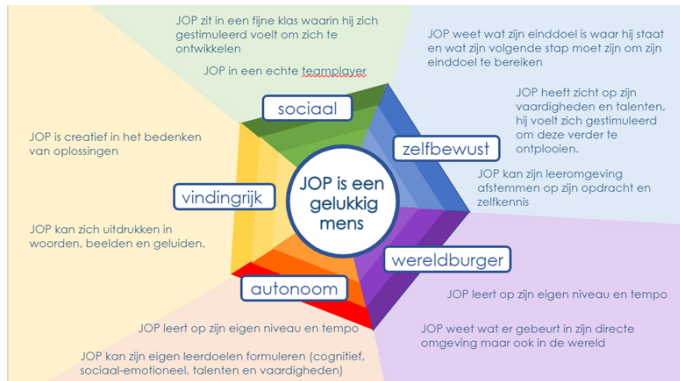 JOP zit in een fijne klas waarin hij zich
gestimuleerd voelt om zich te
ontwikkelen
JOP in een echte teamplayer
sociaal
JOP weet wat zijn einddoel is waar hij staat
en wat zijn volgende stap moet zijn om zijn
einddoel te bereiken
JOP heeft zicht op zijn
vaardigheden en talenten,
hij voelt zich gestimuleerd
om deze verder te
ontplooien.
zelfbewust
JOP kan zijn leeromgeving
afstemmen op zijn opdracht en
zelfkennis
JOP is creatief in het bedenken
van oplossingen
vindingrijk
JOP kan zich uitdrukken in
woorden, beelden en geluiden.
JOP is een
gelukkig
mens
wereldburger
JOP leert op zijn eigen niveau en tempo
JOP weet wat er gebeurt in zijn directe
omgeving maar ook in de wereld
autonoom
JOP leert op zijn eigen niveau en tempo
JOP kan zijn eigen leerdoelen formuleren (cognitief,
sociaal-emotioneel, talenten en vaardigheden)